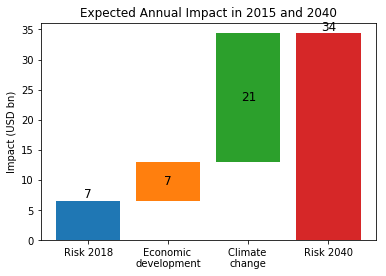 Expected Annual Impact in 2015 and 2040
Impact (USD bn)
35
30
25
20
15
10
5
0
7
7
21
34
Risk 2018
Economic
development
Climate
change
Risk 2040